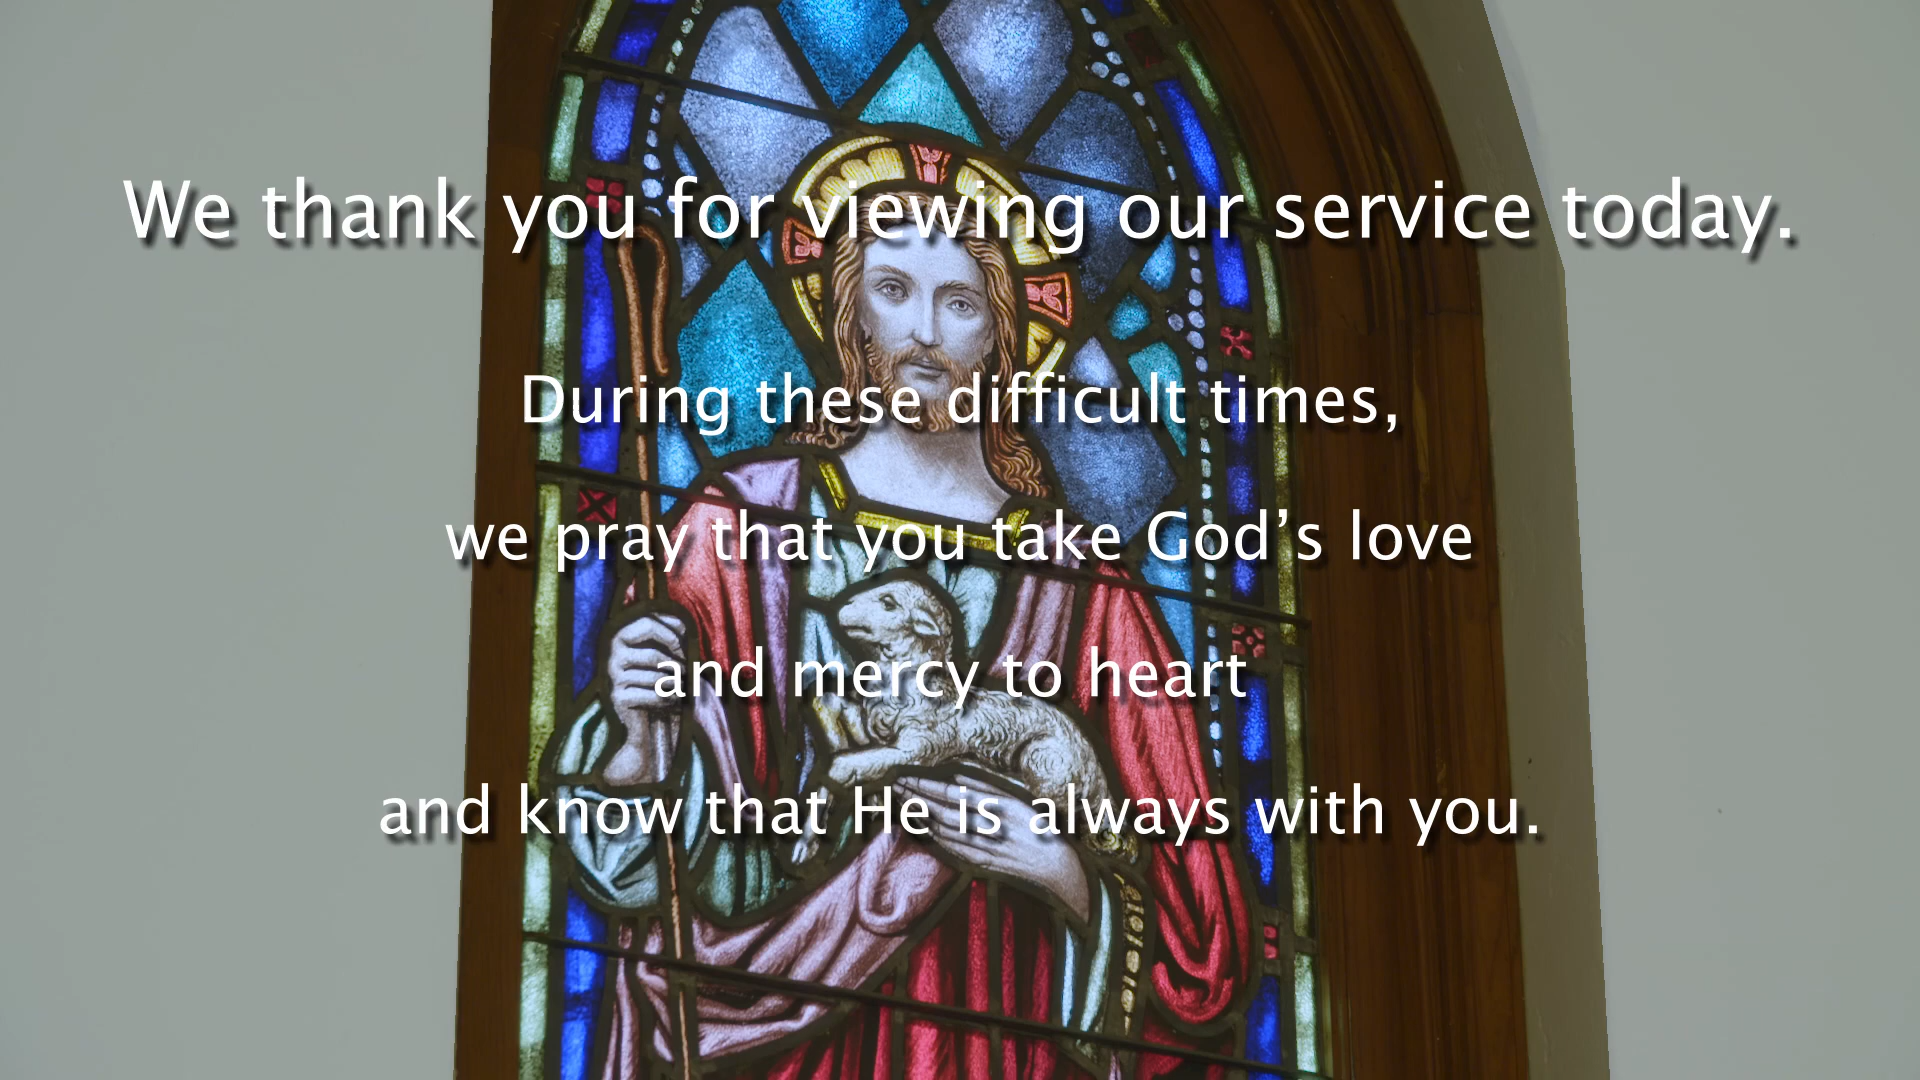 We thank you for viewing our service today.
During these difficult times,
we pray that you take God’s love
and mercy to heart
and know that He is always with you.